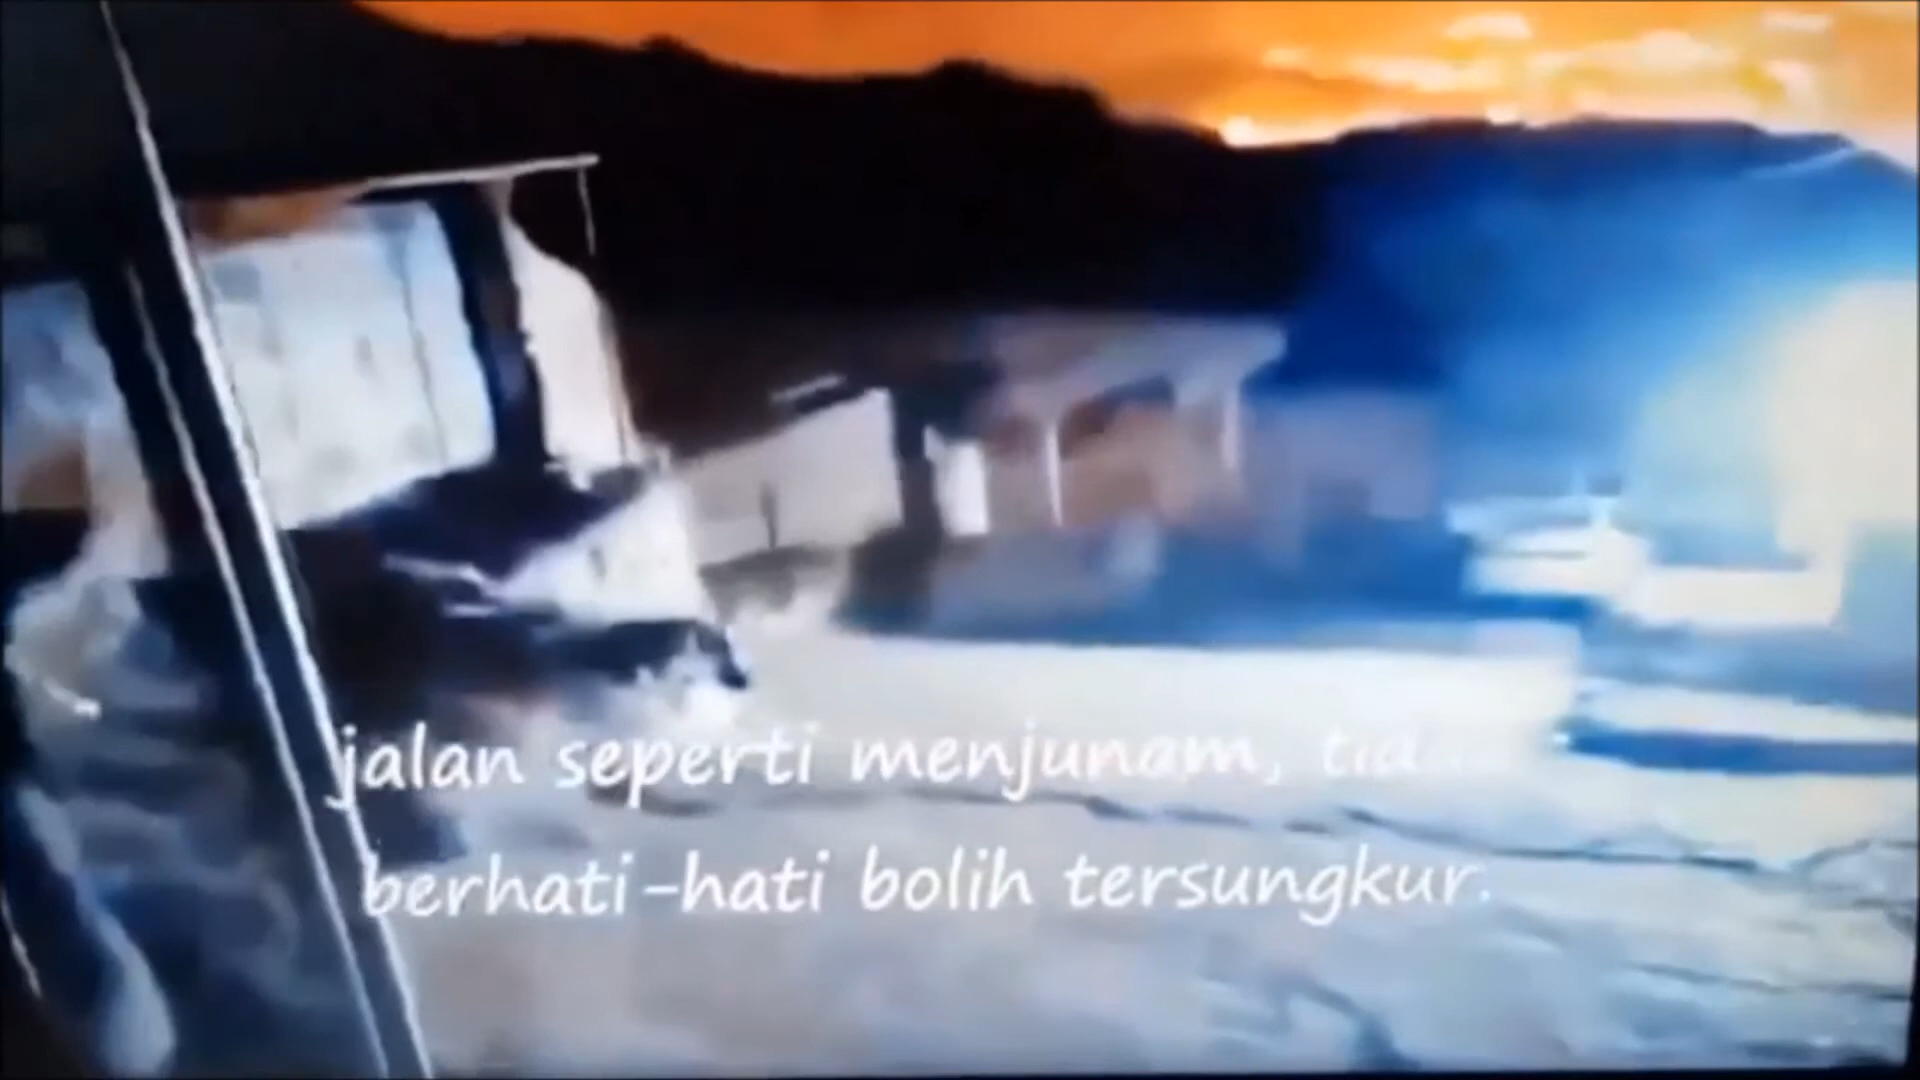 jalan seperti menjunam,
berhati-hati bolih tersungkur.